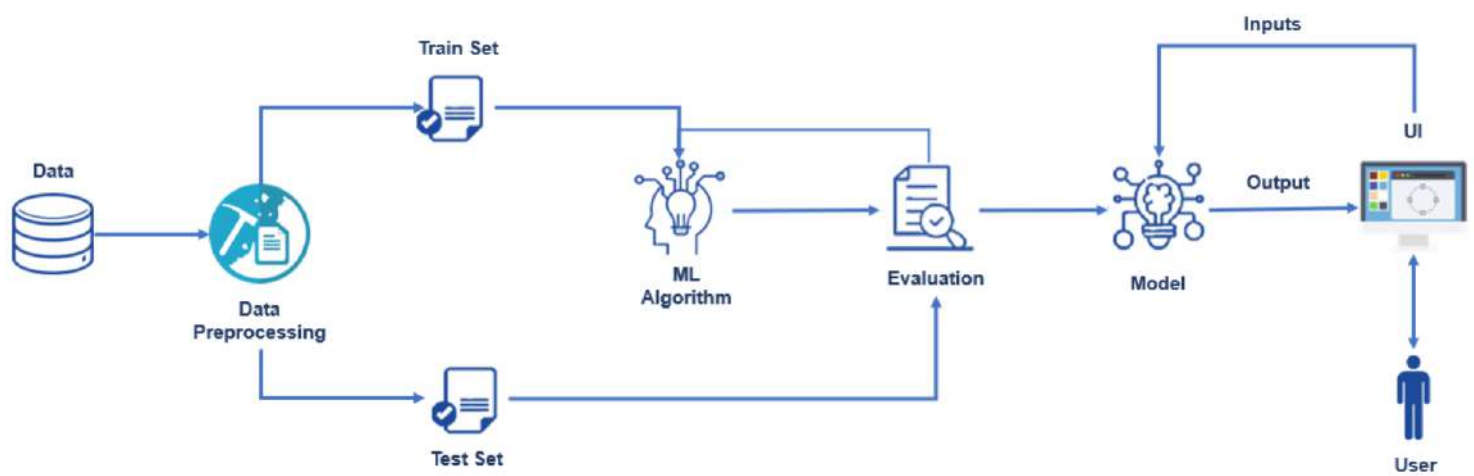 Inputs
Train Set
UI
Data
Output
ML
Algorithm
Evaluation
Model
Data
Preprocessing
Test Set
User